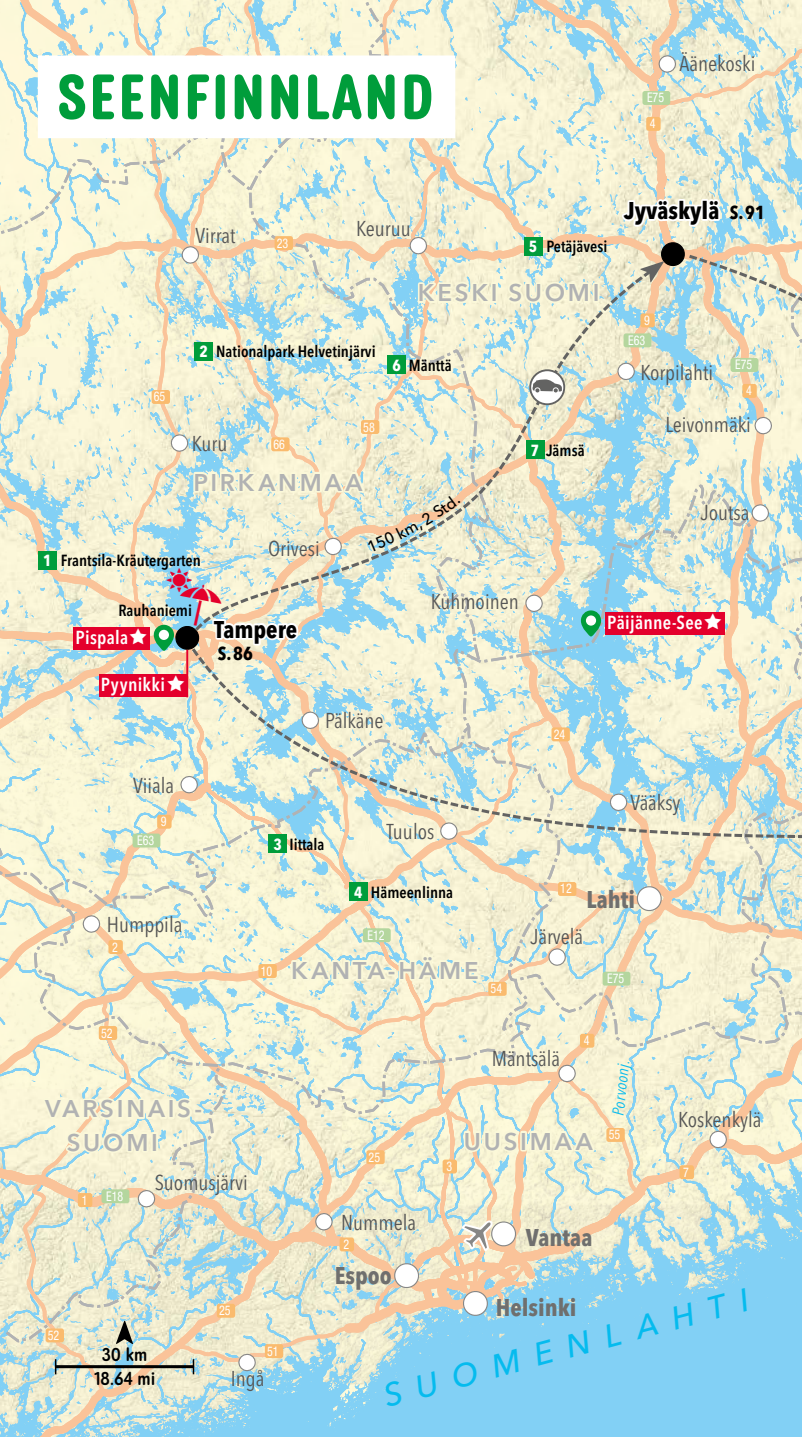 SEENFINNLAND
Äänekoski
E75
4
Jyväskylä S. 91
Virrat
23
Keuruu
5 Petäjävesi
KESKI SUOMI
9
E63
2 Nationalpark Helvetinjärvi
6 Mänttä
Korpilahti
E75
4
65
58
66
Kuru
7 Jämsä
Leivonmäki
PIRKANMAA
150 km, 2 Std.
Joutsa
Orivesi
1 Frantsila-Kräutergarten
Rauhaniemi
Kuhmoinen
Päijänne-See
Pispala
Tampere
S. 86
Pyynikki
Pälkäne
24
Viiala
Vääksy
9
E63
Tuulos
3 Iittala
4 Hämeenlinna
12
Lahti
Humppila
2
E12
Järvelä
10
KANTA-HÄME
E75
54
52
4
Mäntsälä
Porvooni
VARSINAIS-
SUOMI
UUSIMAA
55
Koskenkylä
25
3
7
Suomusjärvi
1
E18
Nummela
2
Vantaa
Espoo
Helsinki
25
52
51
30 km
18.64 mi
Ingå
SUOMENLAHTI